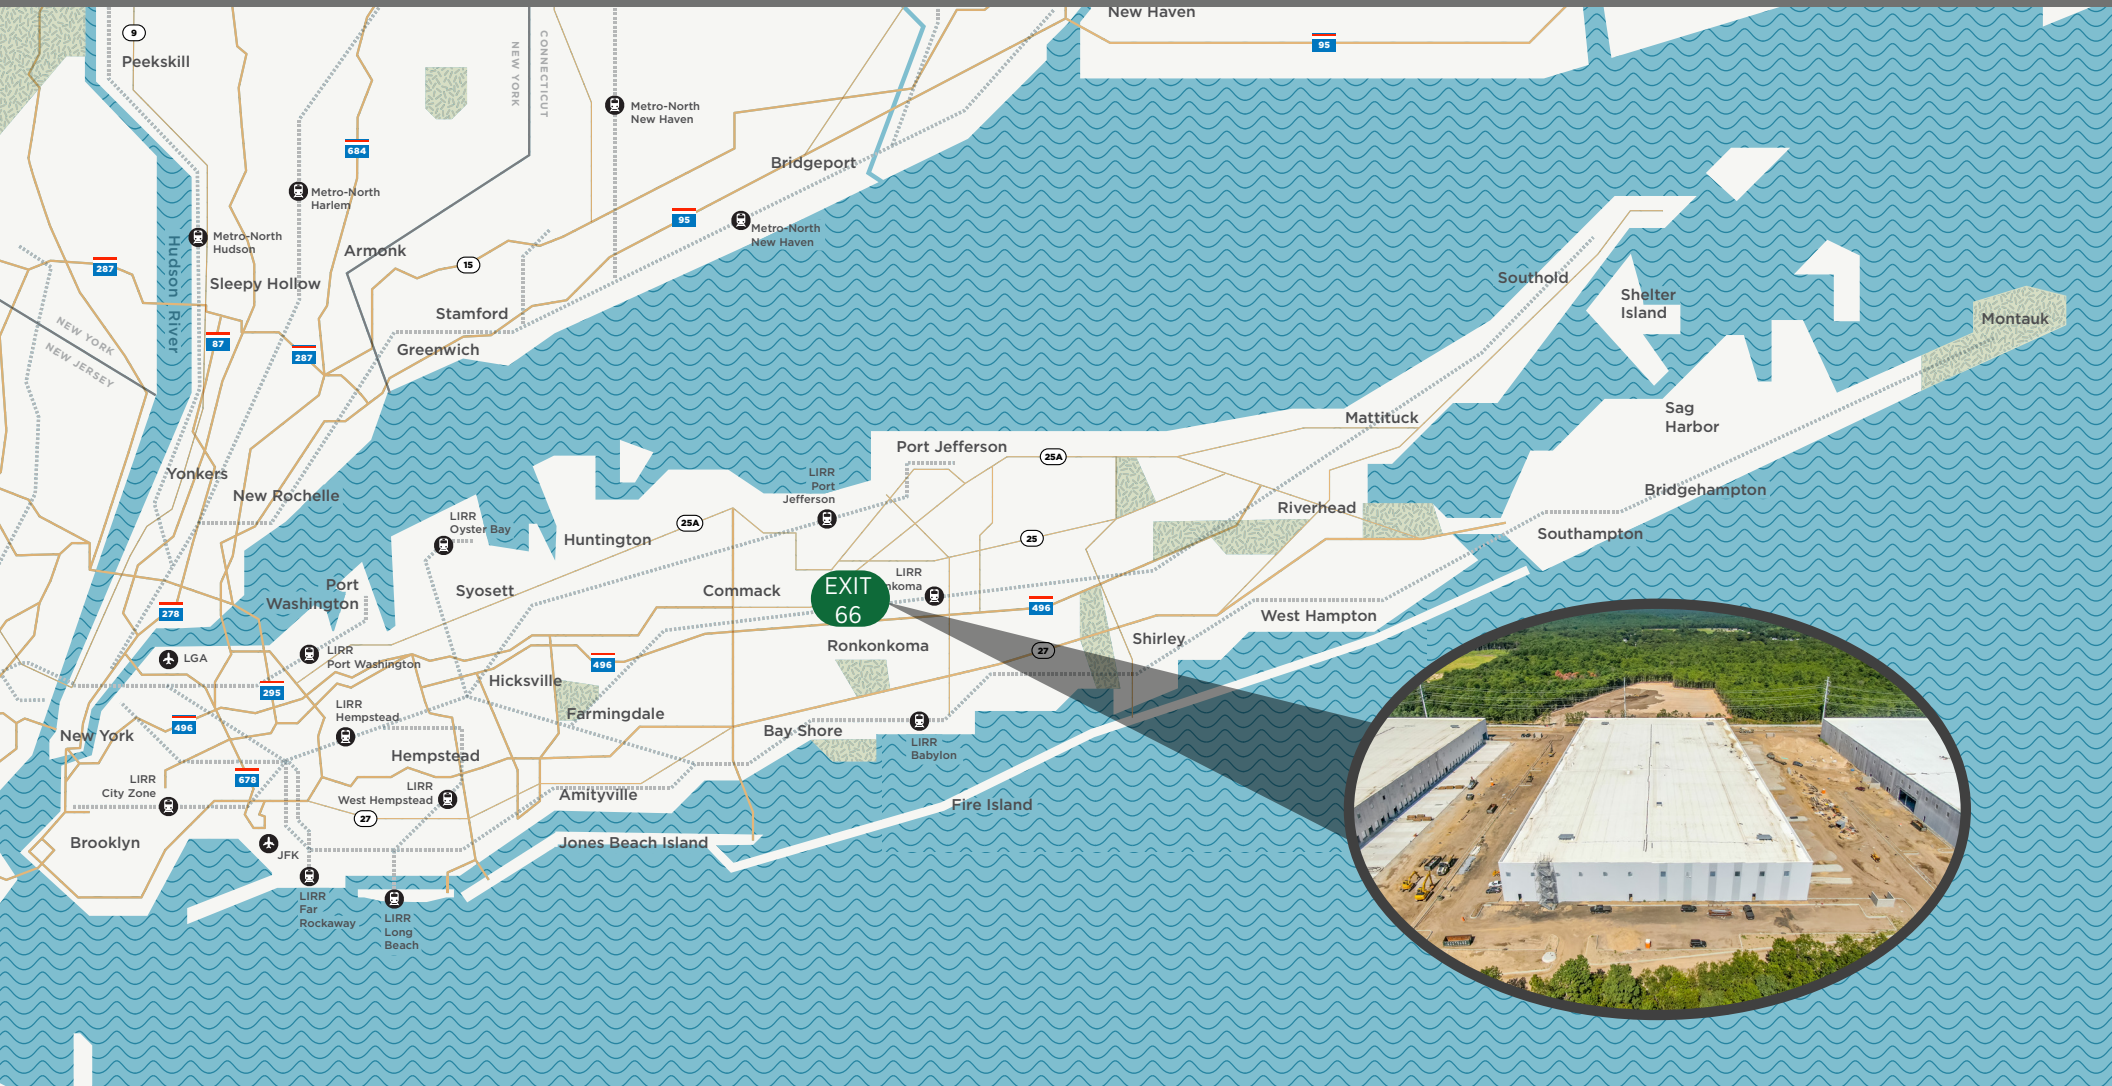 New Haven
95
9
Peekskill
NEW YORK
CONNECTICUT
Metro-North
New Haven
684
Bridgeport
Metro-North
Harlem
95
Metro-North
New Haven
Metro-North
Hudson
Hudson River
Armonk
15
287
Sleepy Hollow
Southold
Shelter
Island
Montauk
Stamford
NEW YORK
NEW JERSEY
87
287
Greenwich
Sag
Harbor
Mattituck
Port Jefferson
25A
Yonkers
LIRR
Port
Jefferson
New Rochelle
Bridgehampton
Riverhead
LIRR
Oyster Bay
25A
Huntington
25
Southampton
Port
Washington
Syosett
Commack
EXIT
66
LIRR
nkoma
278
496
West Hampton
Shirley
Ronkonkoma
27
LGA
LIRR
Port Washington
496
295
Hicksville
LIRR
Hempstead
Farmingdale
496
New York
Bay Shore
LIRR
Babylon
Hempstead
678
LIRR
City Zone
LIRR
West Hempstead
Amityville
Fire Island
27
Brooklyn
JFK
Jones Beach Island
LIRR
Far
Rockaway
LIRR
Long
Beach